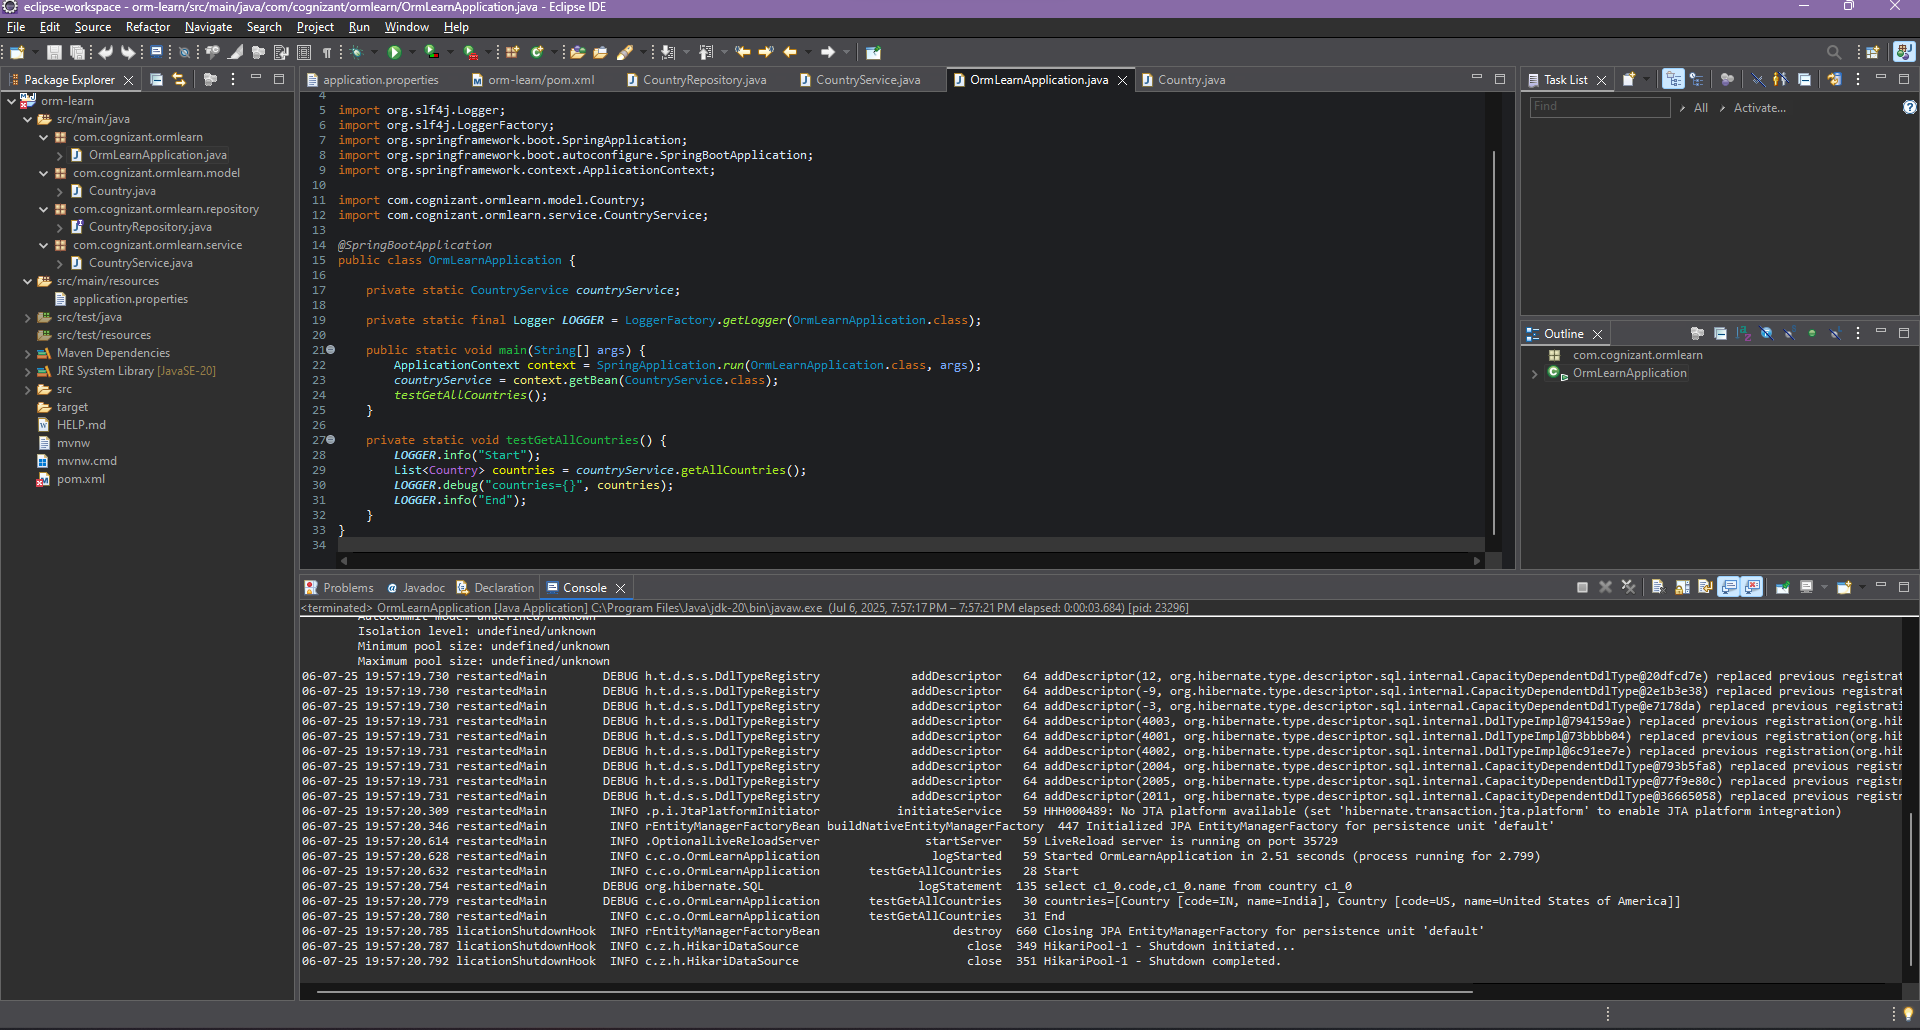 eclipse-workspace - orm-learn/src/main/java/com/cognizant/ormlearn/OrmLearnApplication.java - Eclipse IDE
File Edit Source Refactor Navigate Search Project Run Window Help
Package Explorer
orm-learn
src/main/java
com.cognizant.ormlearn
OrmLearnApplication.java
com.cognizant.ormlearn.model
Country.java
com.cognizant.ormlearn.repository
CountryRepository.java
com.cognizant.ormlearn.service
CountryService.java
src/main/resources
application.properties
src/test/java
src/test/resources
Maven Dependencies
JRE System Library [JavaSE-20]
src
target
HELP.md
mvnw
mvnw.cmd
pom.xml
application.properties orm-learn/pom.xml CountryRepository.java CountryService.java OrmLearnApplication.java Country.java
4
5 import org.slf4j.Logger;
6 import org.slf4j.LoggerFactory;
7 import org.springframework.boot.SpringApplication;
8 import org.springframework.boot.autoconfigure.SpringBootApplication;
9 import org.springframework.context.ApplicationContext;
10
11 import com.cognizant.ormlearn.model.Country;
12 import com.cognizant.ormlearn.service.CountryService;
13
14 @SpringBootApplication
15 public class OrmLearnApplication {
16
17 private static CountryService countryService;
18
19 private static final Logger LOGGER = LoggerFactory.getLogger(OrmLearnApplication.class);
20
21 public static void main(String[] args) {
22 ApplicationContext context = SpringApplication.run(OrmLearnApplication.class, args);
23 countryService = context.getBean(CountryService.class);
24 testGetAllCountries();
25 }
26
27 private static void testGetAllCountries() {
28 LOGGER.info("Start");
29 List<Country> countries = countryService.getAllCountries();
30 LOGGER.debug("countries={}", countries);
31 LOGGER.info("End");
32 }
33 }
34
Task List
Find All Activate...
Outline
com.cognizant.ormlearn
OrmLearnApplication
Problems Javadoc Declaration Console
<terminated> OrmLearnApplication [Java Application] C:\Program Files\Java\jdk-20\bin\javaw.exe (Jul 6, 2025, 7:57:17 PM – 7:57:21 PM elapsed: 0:00:03.684) [pid: 23296]
Autocommit mode: undefined/unknown
Isolation level: undefined/unknown
Minimum pool size: undefined/unknown
Maximum pool size: undefined/unknown
06-07-25 19:57:19.730 restartedMain DEBUG h.t.d.s.s.DdlTypeRegistry addDescriptor 64 addDescriptor(12, org.hibernate.type.descriptor.sql.internal.CapacityDependentDdlType@20dfcd7e) replaced previous registrat
06-07-25 19:57:19.730 restartedMain DEBUG h.t.d.s.s.DdlTypeRegistry addDescriptor 64 addDescriptor(-9, org.hibernate.type.descriptor.sql.internal.CapacityDependentDdlType@2e1b3e38) replaced previous registrat
06-07-25 19:57:19.730 restartedMain DEBUG h.t.d.s.s.DdlTypeRegistry addDescriptor 64 addDescriptor(-3, org.hibernate.type.descriptor.sql.internal.CapacityDependentDdlType@e7178da) replaced previous registrati
06-07-25 19:57:19.731 restartedMain DEBUG h.t.d.s.s.DdlTypeRegistry addDescriptor 64 addDescriptor(4003, org.hibernate.type.descriptor.sql.internal.DdlTypeImpl@794159ae) replaced previous registration(org.hib
06-07-25 19:57:19.731 restartedMain DEBUG h.t.d.s.s.DdlTypeRegistry addDescriptor 64 addDescriptor(4001, org.hibernate.type.descriptor.sql.internal.DdlTypeImpl@73bbbb04) replaced previous registration(org.hib
06-07-25 19:57:19.731 restartedMain DEBUG h.t.d.s.s.DdlTypeRegistry addDescriptor 64 addDescriptor(4002, org.hibernate.type.descriptor.sql.internal.DdlTypeImpl@6c91ee7e) replaced previous registration(org.hib
06-07-25 19:57:19.731 restartedMain DEBUG h.t.d.s.s.DdlTypeRegistry addDescriptor 64 addDescriptor(2004, org.hibernate.type.descriptor.sql.internal.CapacityDependentDdlType@793b5fa8) replaced previous registr
06-07-25 19:57:19.731 restartedMain DEBUG h.t.d.s.s.DdlTypeRegistry addDescriptor 64 addDescriptor(2005, org.hibernate.type.descriptor.sql.internal.CapacityDependentDdlType@77f9e80c) replaced previous registr
06-07-25 19:57:19.731 restartedMain DEBUG h.t.d.s.s.DdlTypeRegistry addDescriptor 64 addDescriptor(2011, org.hibernate.type.descriptor.sql.internal.CapacityDependentDdlType@36665058) replaced previous registr
06-07-25 19:57:20.309 restartedMain INFO .p.i.JtaPlatformInitiator initiateService 59 HHH000489: No JTA platform available (set 'hibernate.transaction.jta.platform' to enable JTA platform integration)
06-07-25 19:57:20.346 restartedMain INFO rEntityManagerFactoryBean buildNativeEntityManagerFactory 447 Initialized JPA EntityManagerFactory for persistence unit 'default'
06-07-25 19:57:20.614 restartedMain INFO .OptionalLiveReloadServer startServer 59 LiveReload server is running on port 35729
06-07-25 19:57:20.628 restartedMain INFO c.c.o.OrmLearnApplication logStarted 59 Started OrmLearnApplication in 2.51 seconds (process running for 2.799)
06-07-25 19:57:20.632 restartedMain INFO c.c.o.OrmLearnApplication testGetAllCountries 28 Start
06-07-25 19:57:20.754 restartedMain DEBUG org.hibernate.SQL logStatement 135 select c1_0.code,c1_0.name from country c1_0
06-07-25 19:57:20.779 restartedMain DEBUG c.c.o.OrmLearnApplication testGetAllCountries 30 countries=[Country [code=IN, name=India], Country [code=US, name=United States of America]]
06-07-25 19:57:20.780 restartedMain INFO c.c.o.OrmLearnApplication testGetAllCountries 31 End
06-07-25 19:57:20.785 licationShutdownHook INFO rEntityManagerFactoryBean destroy 660 Closing JPA EntityManagerFactory for persistence unit 'default'
06-07-25 19:57:20.787 licationShutdownHook INFO c.z.h.HikariDataSource close 349 HikariPool-1 - Shutdown initiated...
06-07-25 19:57:20.792 licationShutdownHook INFO c.z.h.HikariDataSource close 351 HikariPool-1 - Shutdown completed.